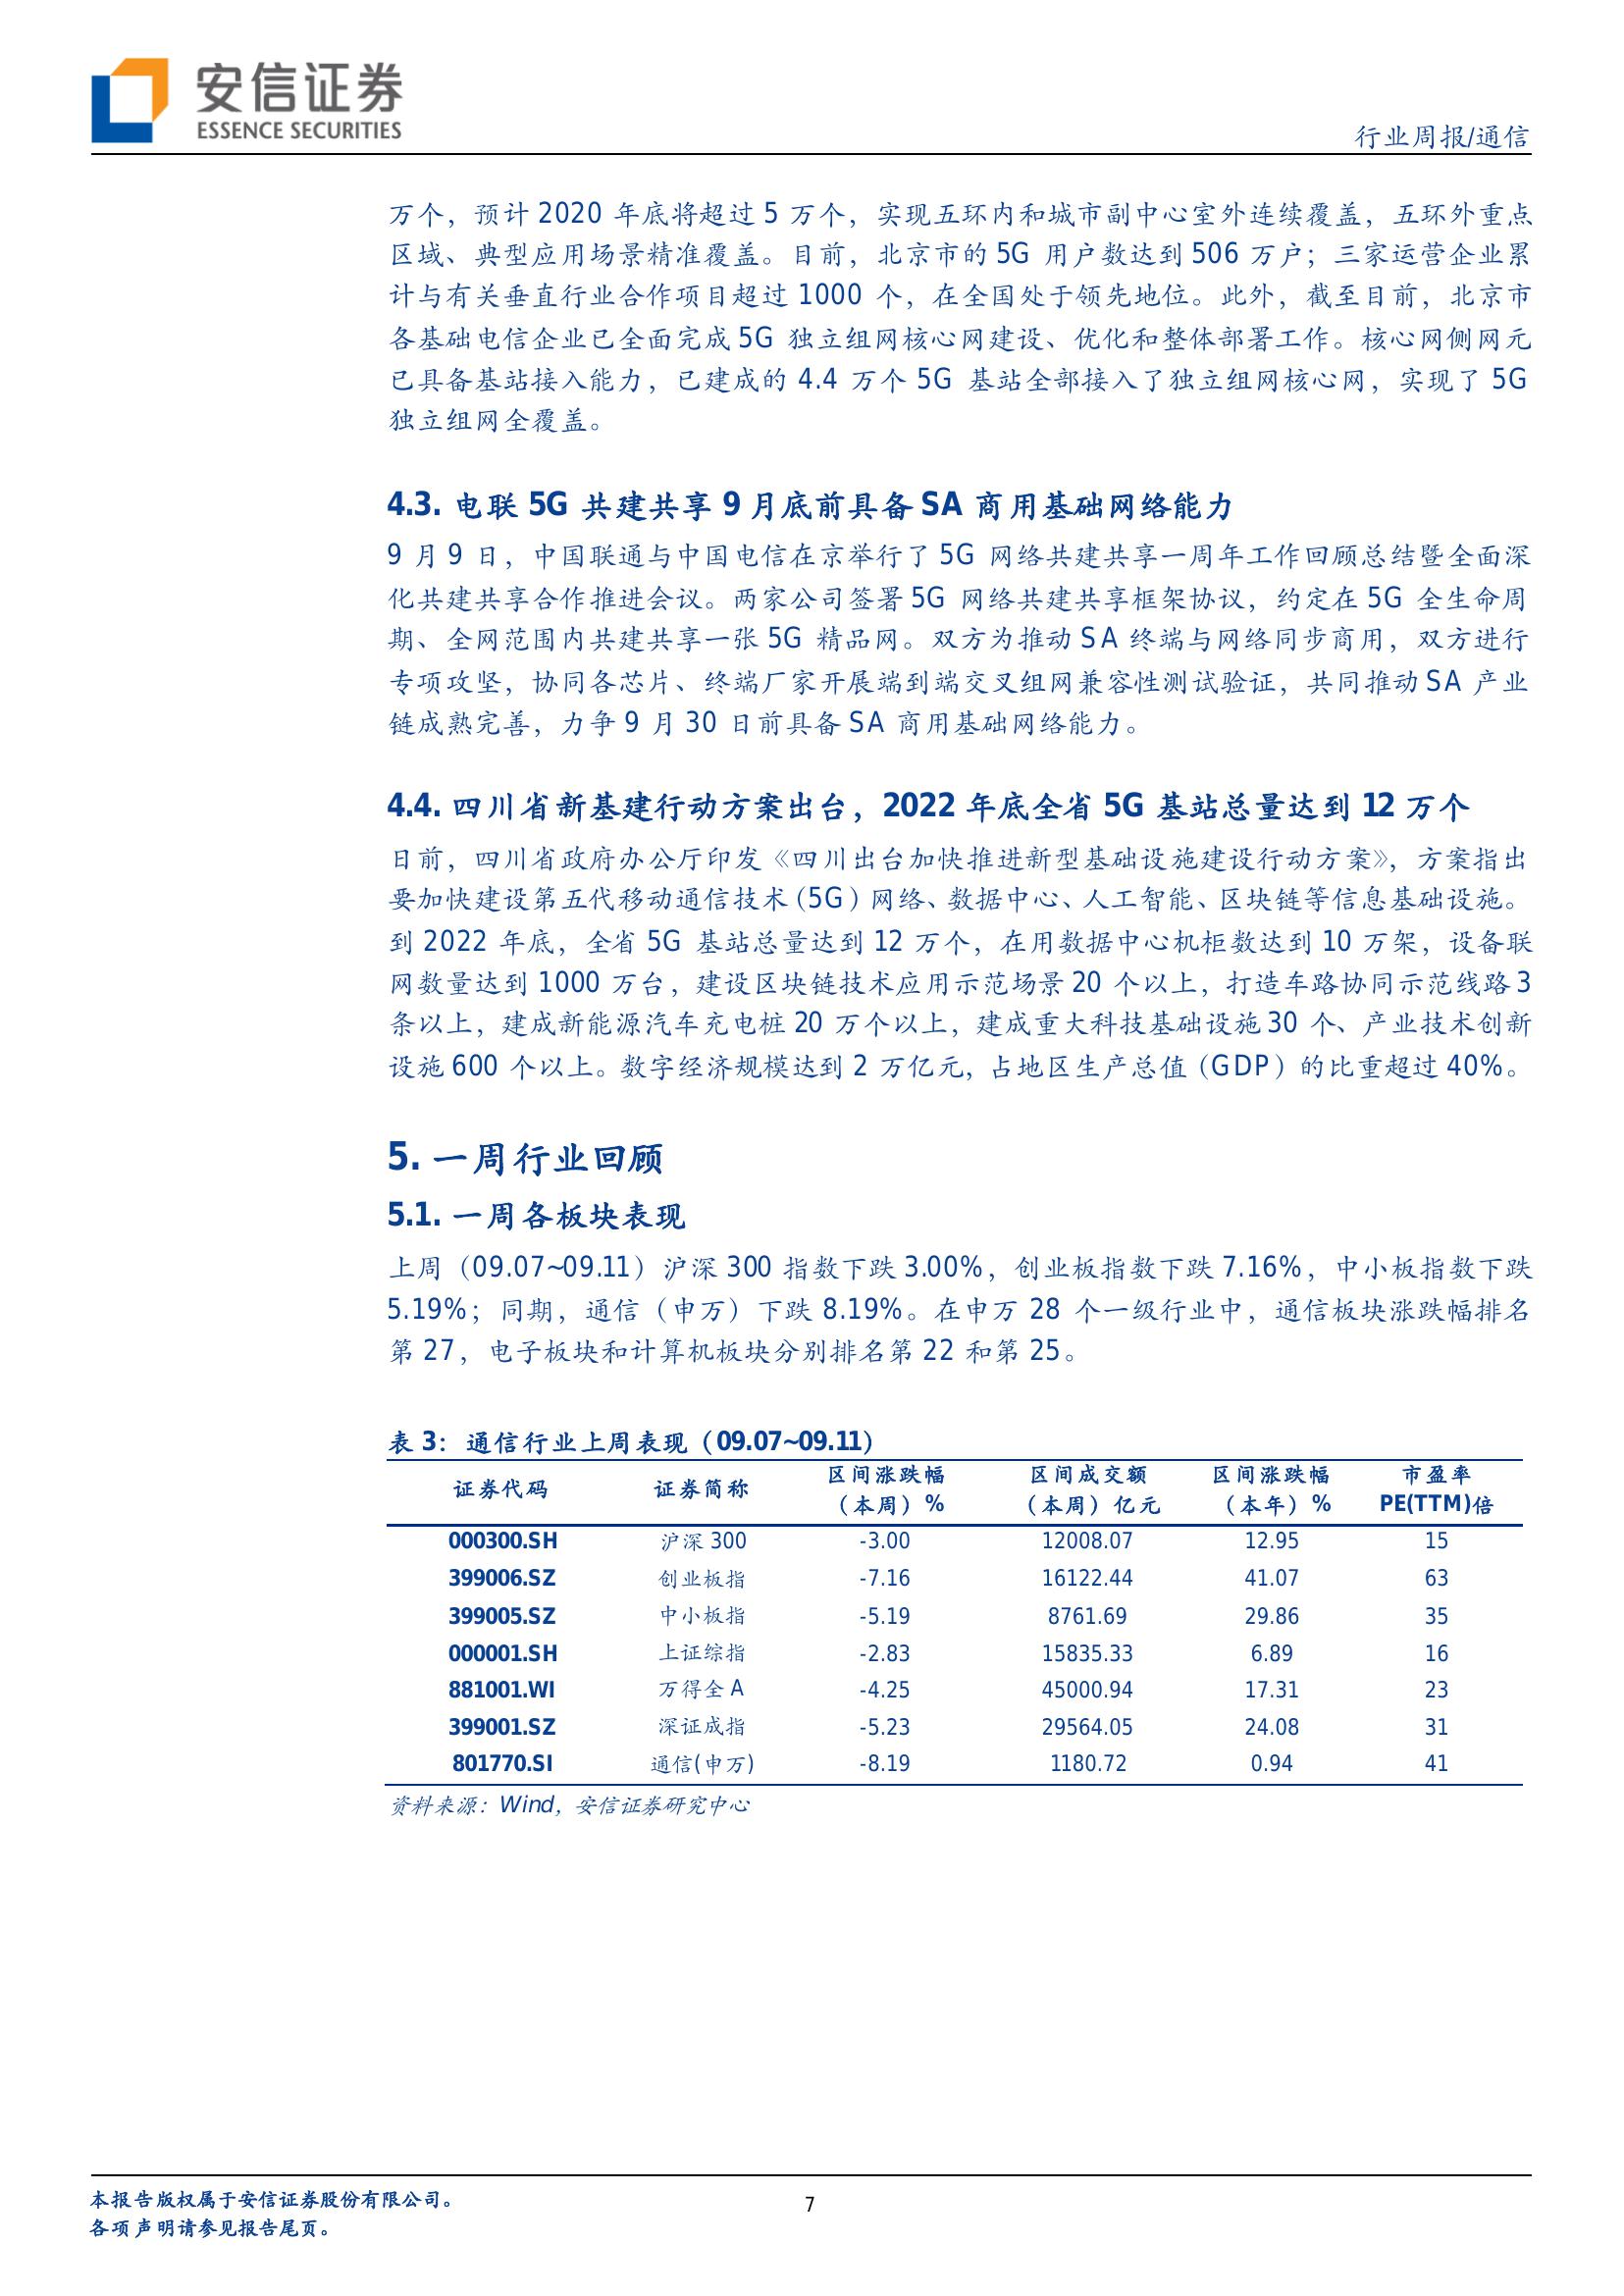 安信证券
ESSENCE SECURITIES
行业周报/通信
万个，预计 2020 年底将超过 5 万个，实现五环内和城市副中心室外连续覆盖，五环外重点
区域、典型应用场景精准覆盖。目前，北京市的 5G 用户数达到 506 万户；三家运营企业累
计与有关垂直行业合作项目超过 1000 个，在全国处于领先地位。此外，截至目前，北京市
各基础电信企业已全面完成 5G 独立组网核心网建设、优化和整体部署工作。核心网侧网元
已具备基站接入能力，已建成的 4.4 万个 5G 基站全部接入了独立组网核心网，实现了 5G
独立组网全覆盖。
4.3. 电联 5G 共建共享 9 月底前具备 SA 商用基础网络能力
9 月 9 日，中国联通与中国电信在京举行了 5G 网络共建共享一周年工作回顾总结暨全面深
化共建共享合作推进会议。两家公司签署 5G 网络共建共享框架协议，约定在 5G 全生命周
期、全网范围内共建共享一张 5G 精品网。双方为推动 SA 终端与网络同步商用，双方进行
专项攻坚，协同各芯片、终端厂家开展端到端交叉组网兼容性测试验证，共同推动 SA 产业
链成熟完善，力争 9 月 30 日前具备 SA 商用基础网络能力。
4.4. 四川省新基建行动方案出台，2022 年底全省 5G 基站总量达到 12 万个
日前，四川省政府办公厅印发《四川出台加快推进新型基础设施建设行动方案》，方案指出
要加快建设第五代移动通信技术（5G）网络、数据中心、人工智能、区块链等信息基础设施。
到 2022 年底，全省 5G 基站总量达到 12 万个，在用数据中心机柜数达到 10 万架，设备联
网数量达到 1000 万台，建设区块链技术应用示范场景 20 个以上，打造车路协同示范线路 3
条以上，建成新能源汽车充电桩 20 万个以上，建成重大科技基础设施 30 个、产业技术创新
设施 600 个以上。数字经济规模达到 2 万亿元，占地区生产总值（GDP）的比重超过 40%。
5. 一周行业回顾
5.1. 一周各板块表现
上周（09.07~09.11）沪深 300 指数下跌 3.00%，创业板指数下跌 7.16%，中小板指数下跌
5.19%；同期，通信（申万）下跌 8.19%。在申万 28 个一级行业中，通信板块涨跌幅排名
第 27，电子板块和计算机板块分别排名第 22 和第 25。
表 3：通信行业上周表现（09.07~09.11）
证券代码 证券简称 区间涨跌幅（本周）% 区间成交额（本周）亿元 区间涨跌幅（本年）% 市盈率PE(TTM)倍
000300.SH 沪深 300 -3.00 12008.07 12.95 15
399006.SZ 创业板指 -7.16 16122.44 41.07 63
399005.SZ 中小板指 -5.19 8761.69 29.86 35
000001.SH 上证综指 -2.83 15835.33 6.89 16
881001.WI 万得全 A -4.25 45000.94 17.31 23
399001.SZ 深证成指 -5.23 29564.05 24.08 31
801770.SI 通信(申万) -8.19 1180.72 0.94 41
资料来源：Wind，安信证券研究中心
本报告版权属于安信证券股份有限公司。
各项声明请参见报告尾页。
7